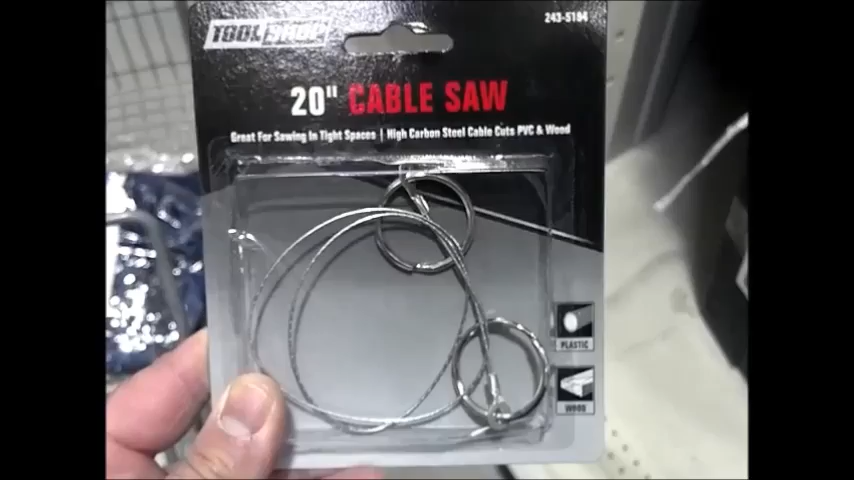 TOOL SHOP
243-5184
20" CABLE SAW
Great For Sawing In Tight Spaces | High Carbon Steel Cable Cuts PVC & Wood
PLASTIC
WOOD